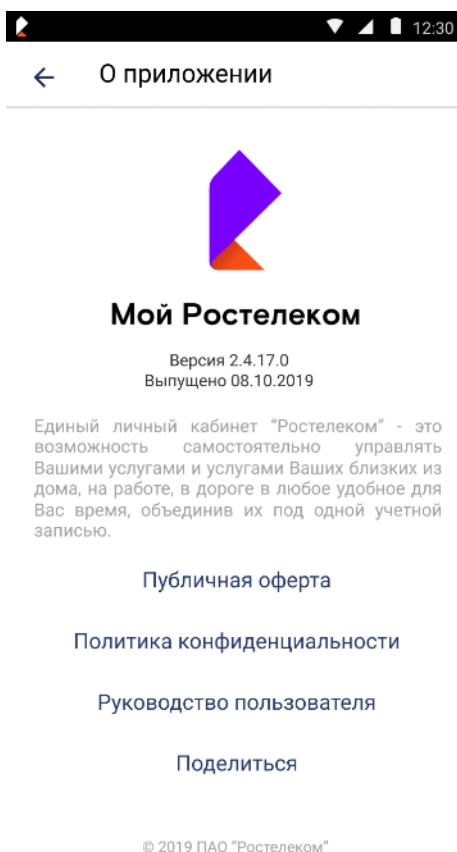 12:30
О приложении
Мой Ростелеком
Версия 2.4.17.0
Выпущено 08.10.2019
Единый личный кабинет “Ростелеком” - это
возможность самостоятельно управлять
Вашими услугами и услугами Ваших близких из
дома, на работе, в дороге в любое удобное для
Вас время, объединив их под одной учетной
записью.
Публичная оферта
Политика конфиденциальности
Руководство пользователя
Поделиться
© 2019 ПАО “Ростелеком”